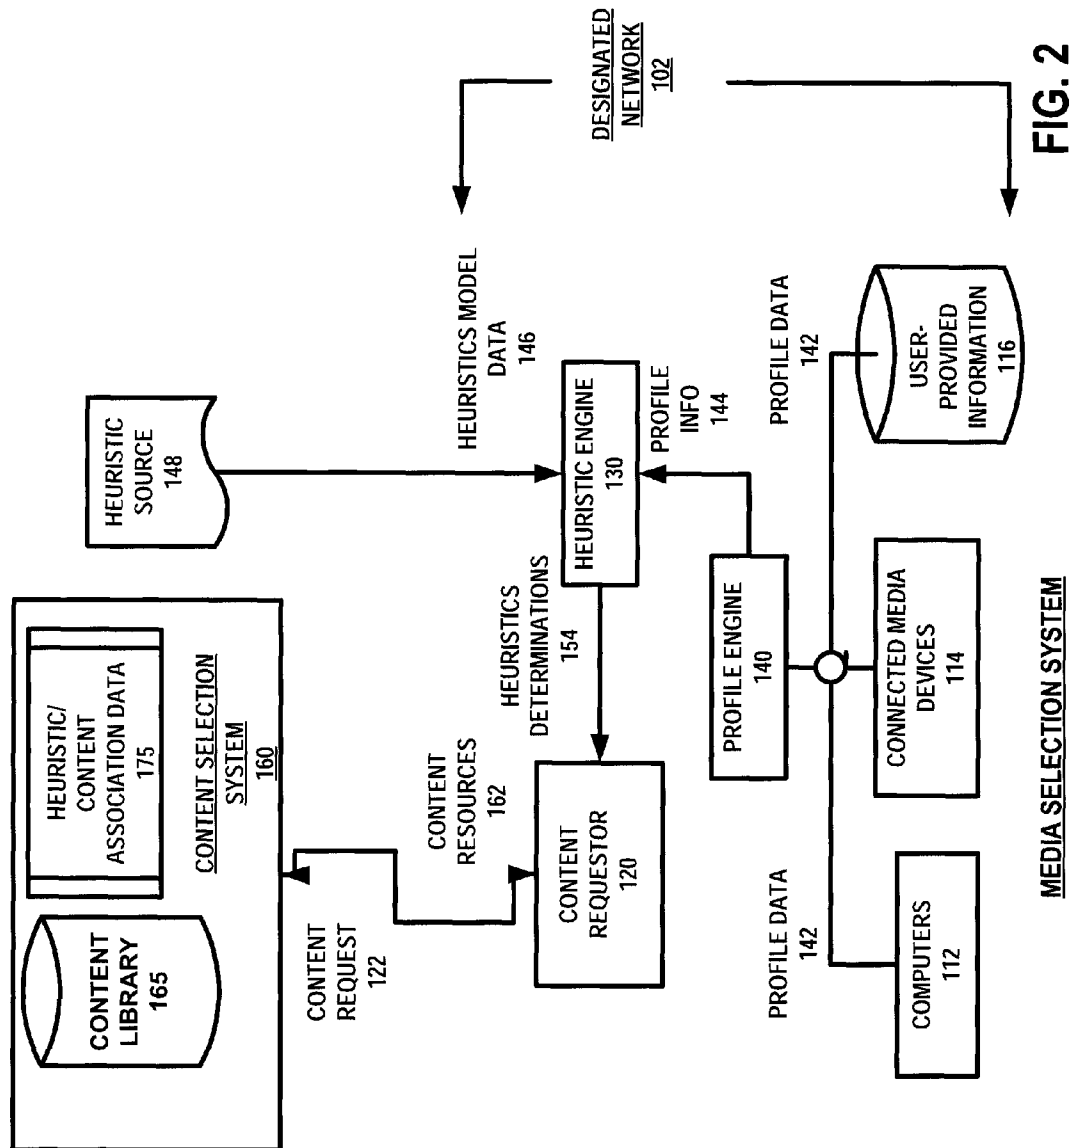 CONTENT
LIBRARY
165
HEURISTIC/
CONTENT
ASSOCIATION DATA
175
CONTENT SELECTION
SYSTEM
160
HEURISTIC
SOURCE
148
CONTENT
REQUEST
122
CONTENT
RESOURCES
162
HEURISTICS
DETERMINATIONS
154
HEURISTICS MODEL
DATA
146
DESIGNATED
NETWORK
102
CONTENT
REQUESTOR
120
HEURISTIC ENGINE
130
PROFILE
INFO
144
PROFILE ENGINE
140
PROFILE DATA
142
PROFILE DATA
142
COMPUTERS
112
CONNECTED MEDIA
DEVICES
114
USER-
PROVIDED
INFORMATION
116
MEDIA SELECTION SYSTEM
FIG. 2